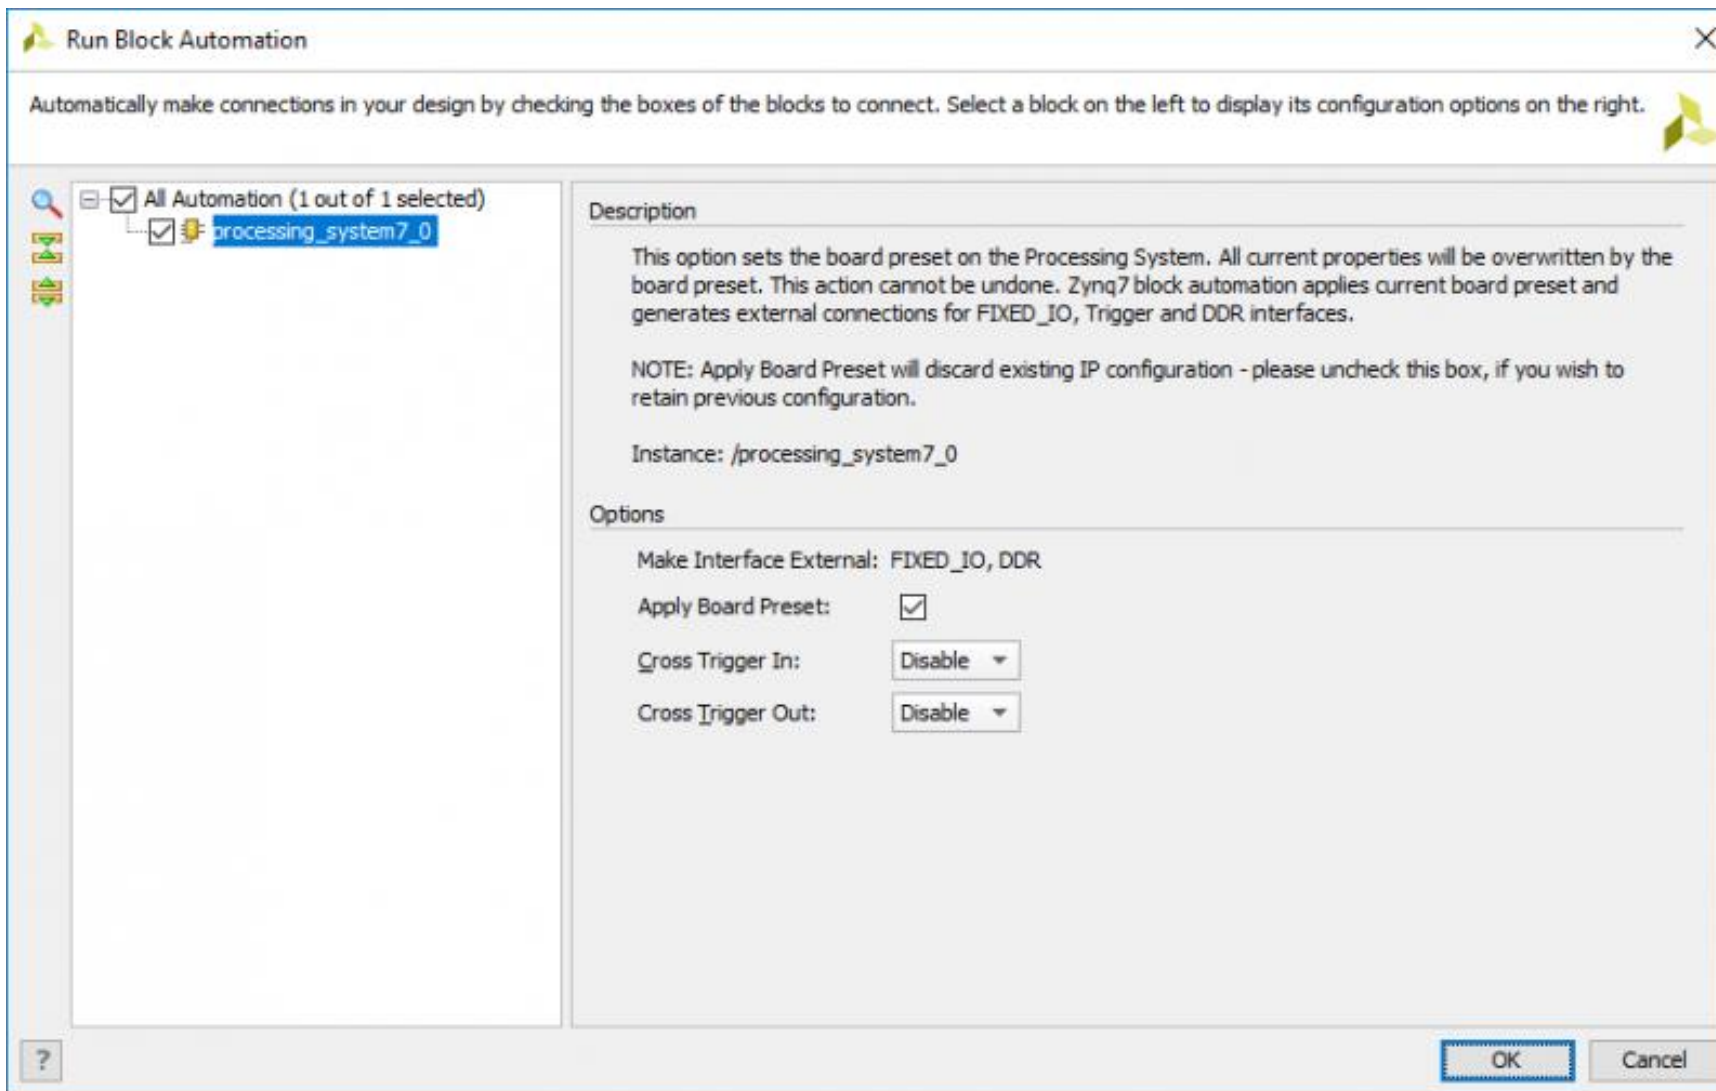 Run Block Automation
Automatically make connections in your design by checking the boxes of the blocks to connect. Select a block on the left to display its configuration options on the right.
All Automation (1 out of 1 selected)
processing_system7_0
Description
This option sets the board preset on the Processing System. All current properties will be overwritten by the
board preset. This action cannot be undone. Zynq7 block automation applies current board preset and
generates external connections for FIXED_IO, Trigger and DDR interfaces.
NOTE: Apply Board Preset will discard existing IP configuration - please uncheck this box, if you wish to
retain previous configuration.
Instance: /processing_system7_0
Options
Make Interface External: FIXED_IO, DDR
Apply Board Preset:
Cross Trigger In: Disable
Cross Trigger Out: Disable
? OK Cancel